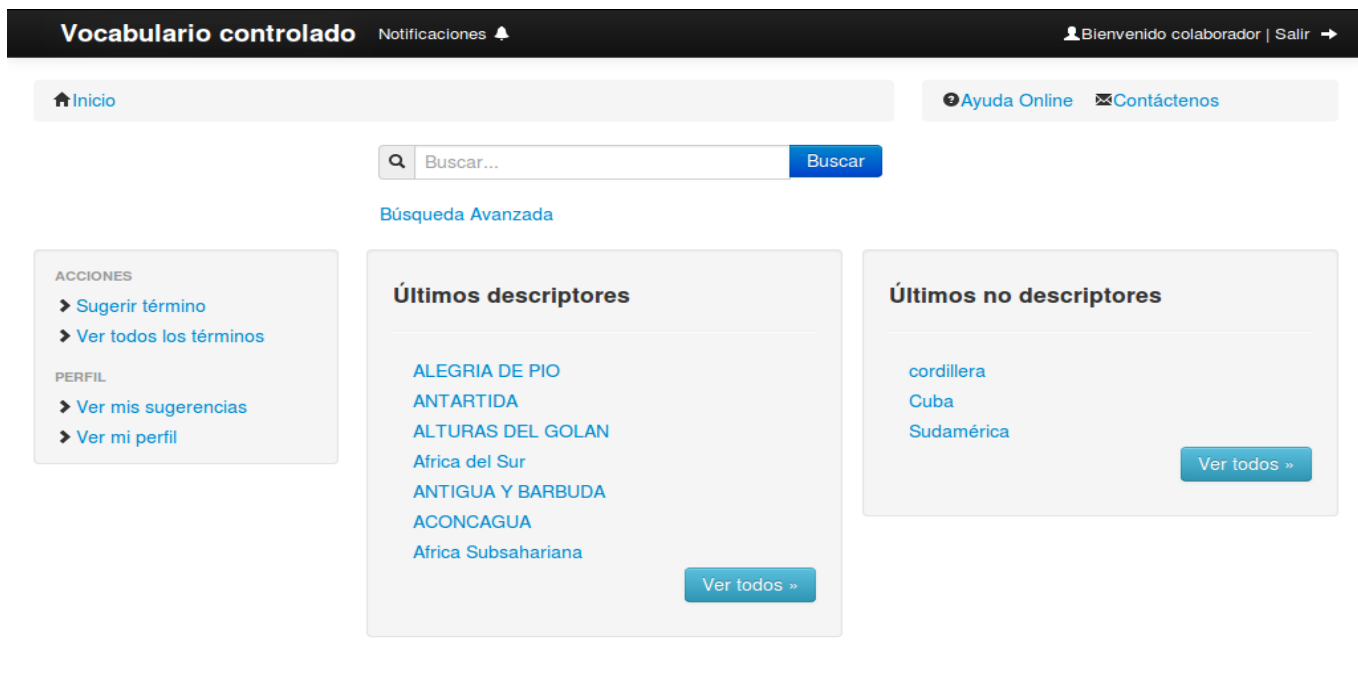 Vocabulario controlado Notificaciones Bienvenido colaborador | Salir
Inicio Ayuda Online Contáctenos
Buscar... Buscar
Búsqueda Avanzada
ACCIONES
Sugerir término
Ver todos los términos
PERFIL
Ver mis sugerencias
Ver mi perfil
Últimos descriptores
ALEGRIA DE PIO
ANTARTIDA
ALTURAS DEL GOLAN
Africa del Sur
ANTIGUA Y BARBUDA
ACONCAGUA
Africa Subsahariana
Ver todos »
Últimos no descriptores
cordillera
Cuba
Sudamérica
Ver todos »